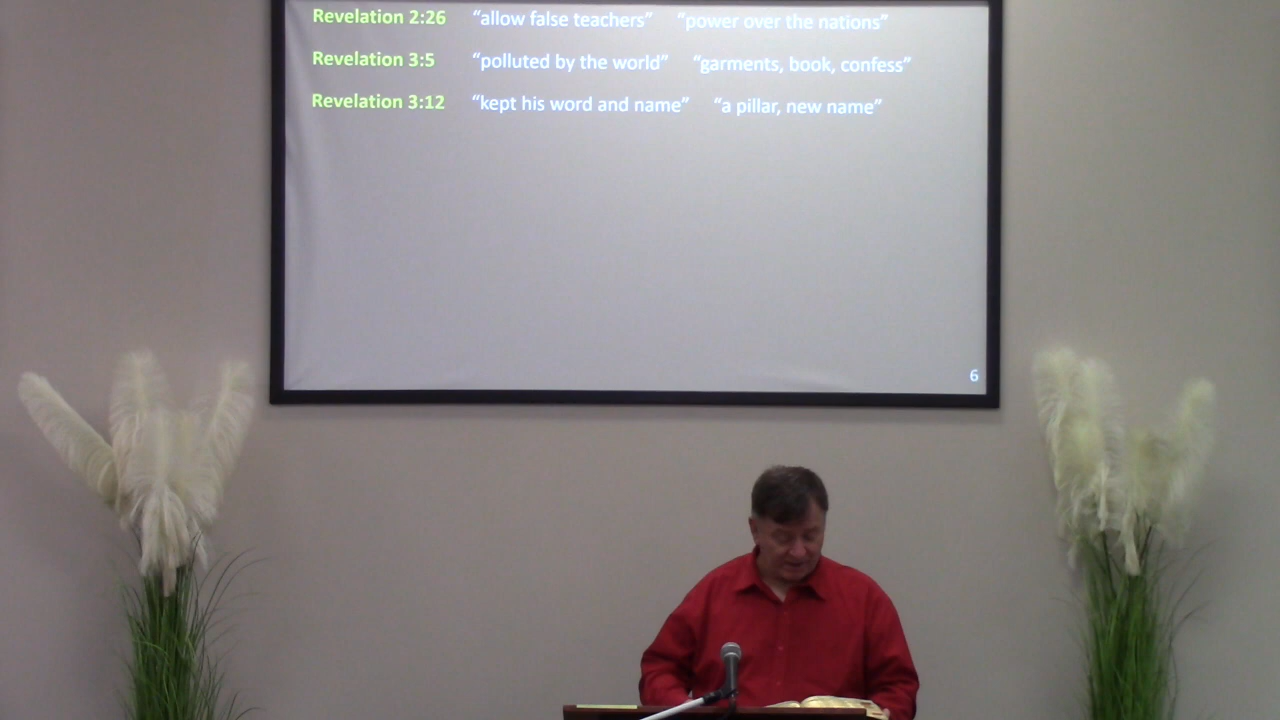 Revelation 2:26 “allow false teachers” “power over the nations”
Revelation 3:5 “polluted by the world” “garments, book, confess”
Revelation 3:12 “kept his word and name” “a pillar, new name”
6